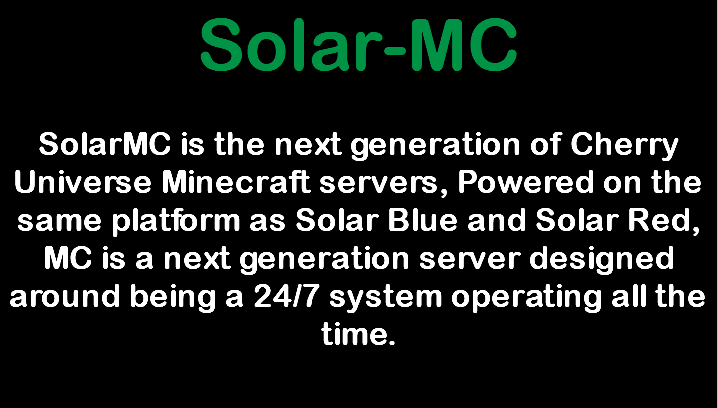 Solar-MC
SolarMC is the next generation of Cherry
Universe Minecraft servers, Powered on the
same platform as Solar Blue and Solar Red,
MC is a next generation server designed
around being a 24/7 system operating all the
time.